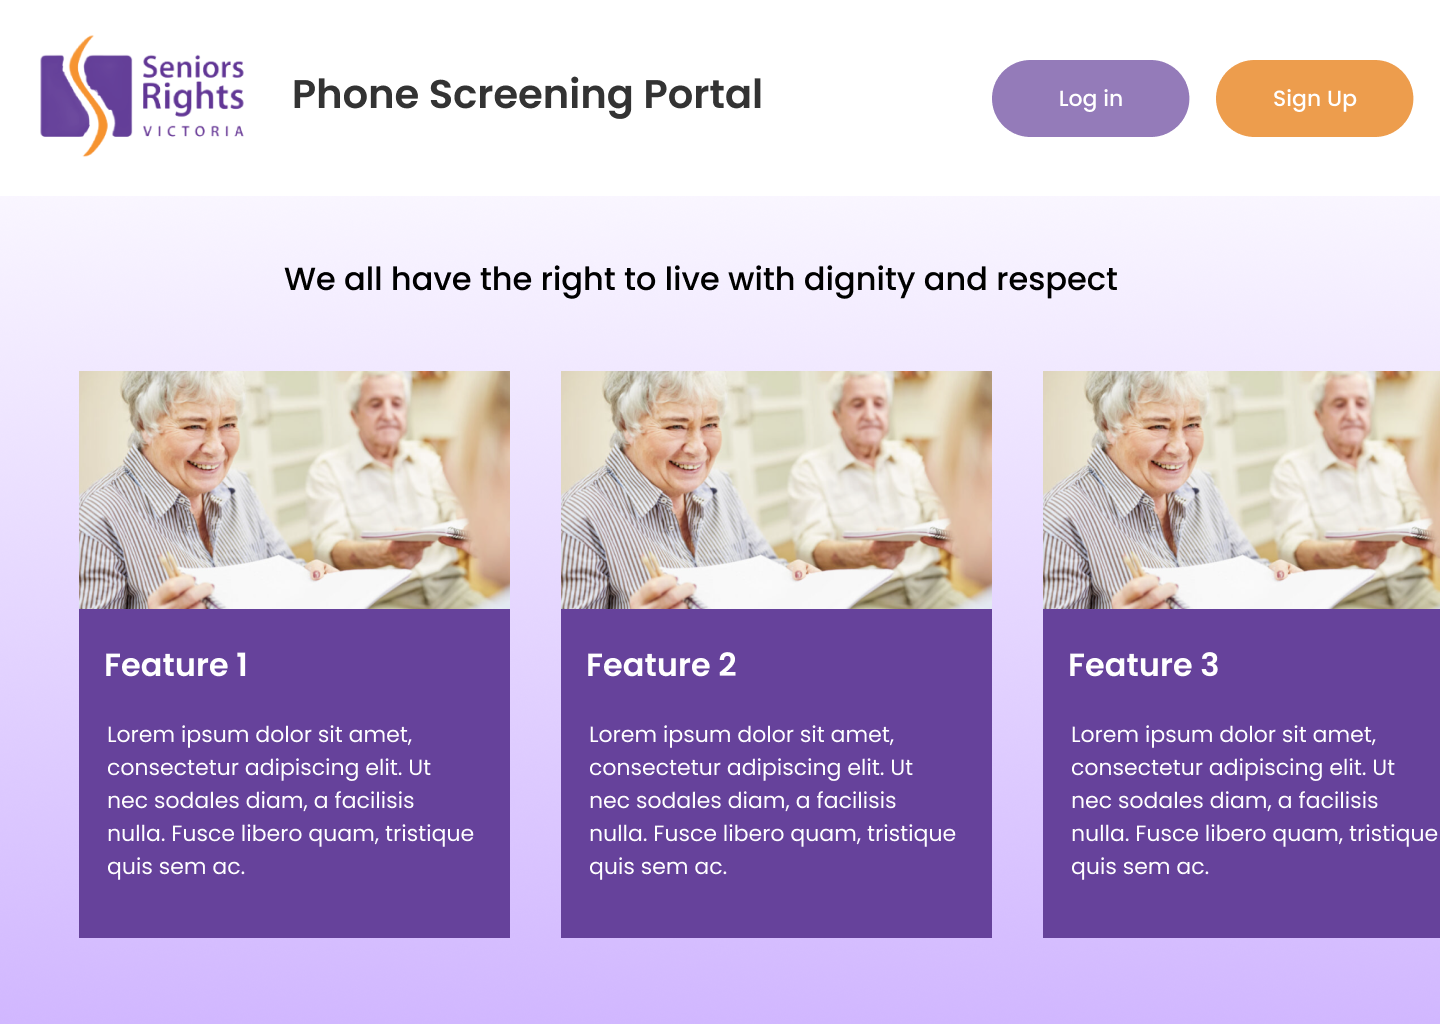 Seniors
Rights
VICTORIA
Phone Screening Portal
Log in
Sign Up
We all have the right to live with dignity and respect
Feature 1
Lorem ipsum dolor sit amet,
consectetur adipiscing elit. Ut
nec sodales diam, a facilisis
nulla. Fusce libero quam, tristique
quis sem ac.
Feature 2
Lorem ipsum dolor sit amet,
consectetur adipiscing elit. Ut
nec sodales diam, a facilisis
nulla. Fusce libero quam, tristique
quis sem ac.
Feature 3
Lorem ipsum dolor sit amet,
consectetur adipiscing elit. Ut
nec sodales diam, a facilisis
nulla. Fusce libero quam, tristique
quis sem ac.